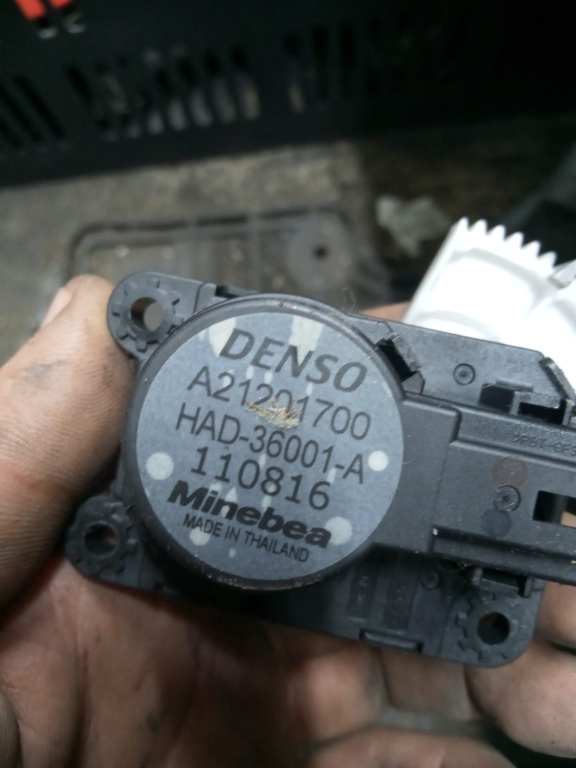 DENSO
A21201700
HAD-36001-A
110816
Minebea
MADE IN THAILAND